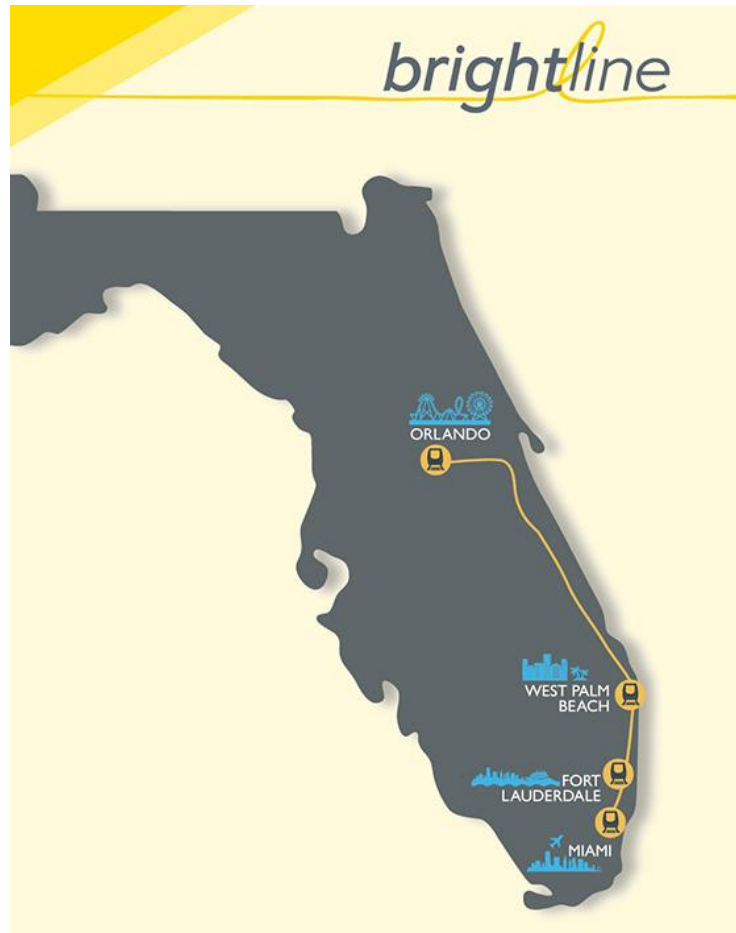 brightline
ORLANDO
WEST PALM
BEACH
FORT
LAUDERDALE
MIAMI